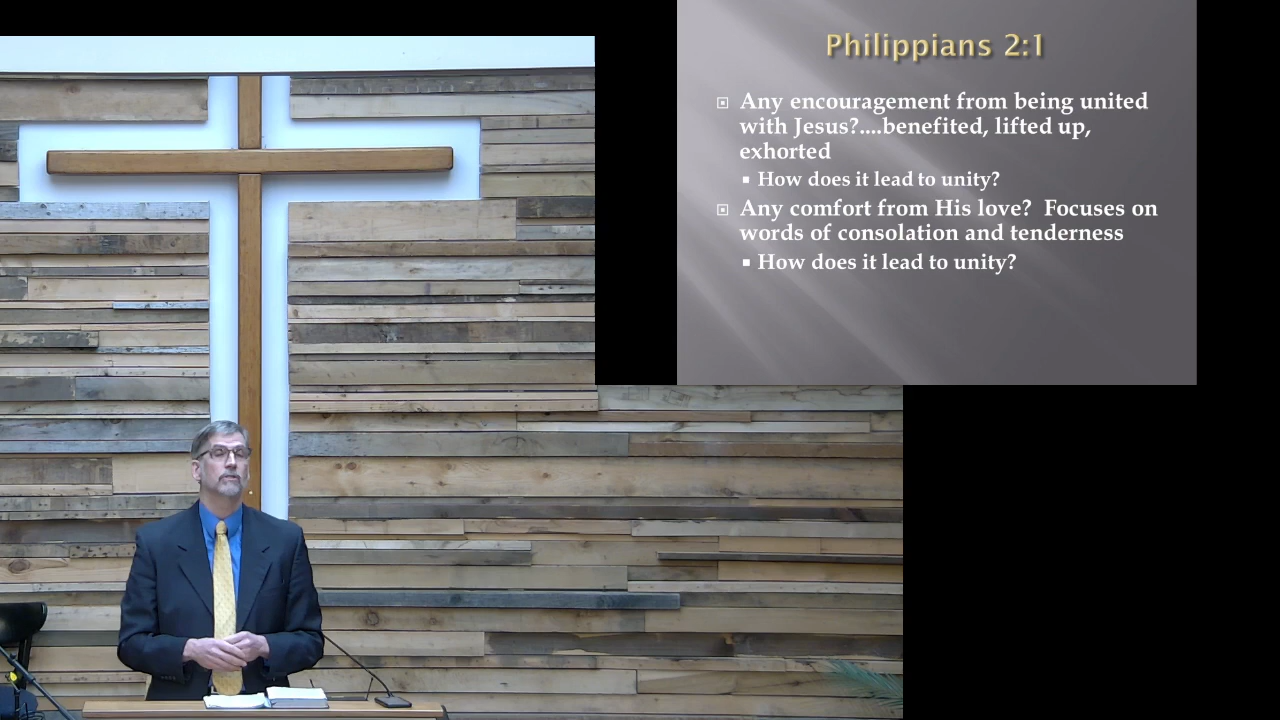 Philippians 2:1
Any encouragement from being united
with Jesus?....benefited, lifted up,
exhorted
How does it lead to unity?
Any comfort from His love?  Focuses on
words of consolation and tenderness
How does it lead to unity?